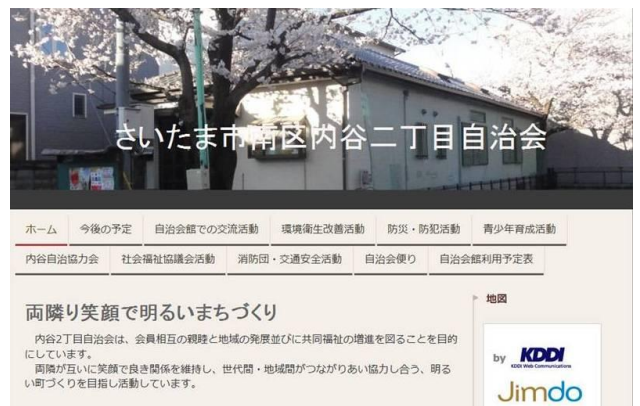 さいたま市南区内谷二丁目自治会
ホーム 今後の予定 自治会館での交流活動 環境衛生改善活動 防災・防犯活動 青少年育成活動
内谷自治協力会 社会福祉協議会活動 消防団・交通安全活動 自治会便り 自治会館利用予定表
両隣り笑顔で明るいまちづくり
内谷2丁目自治会は、会員相互の親睦と地域の発展並びに共同福祉の増進を図ることを目的
にしています。
両隣が互いに笑顔で良き関係を維持し、世代間・地域間がつながりあい協力し合う、明る
い町づくりを目指し活動しています。
地図
by KDDI
KDDI Web Communications
Jimdo